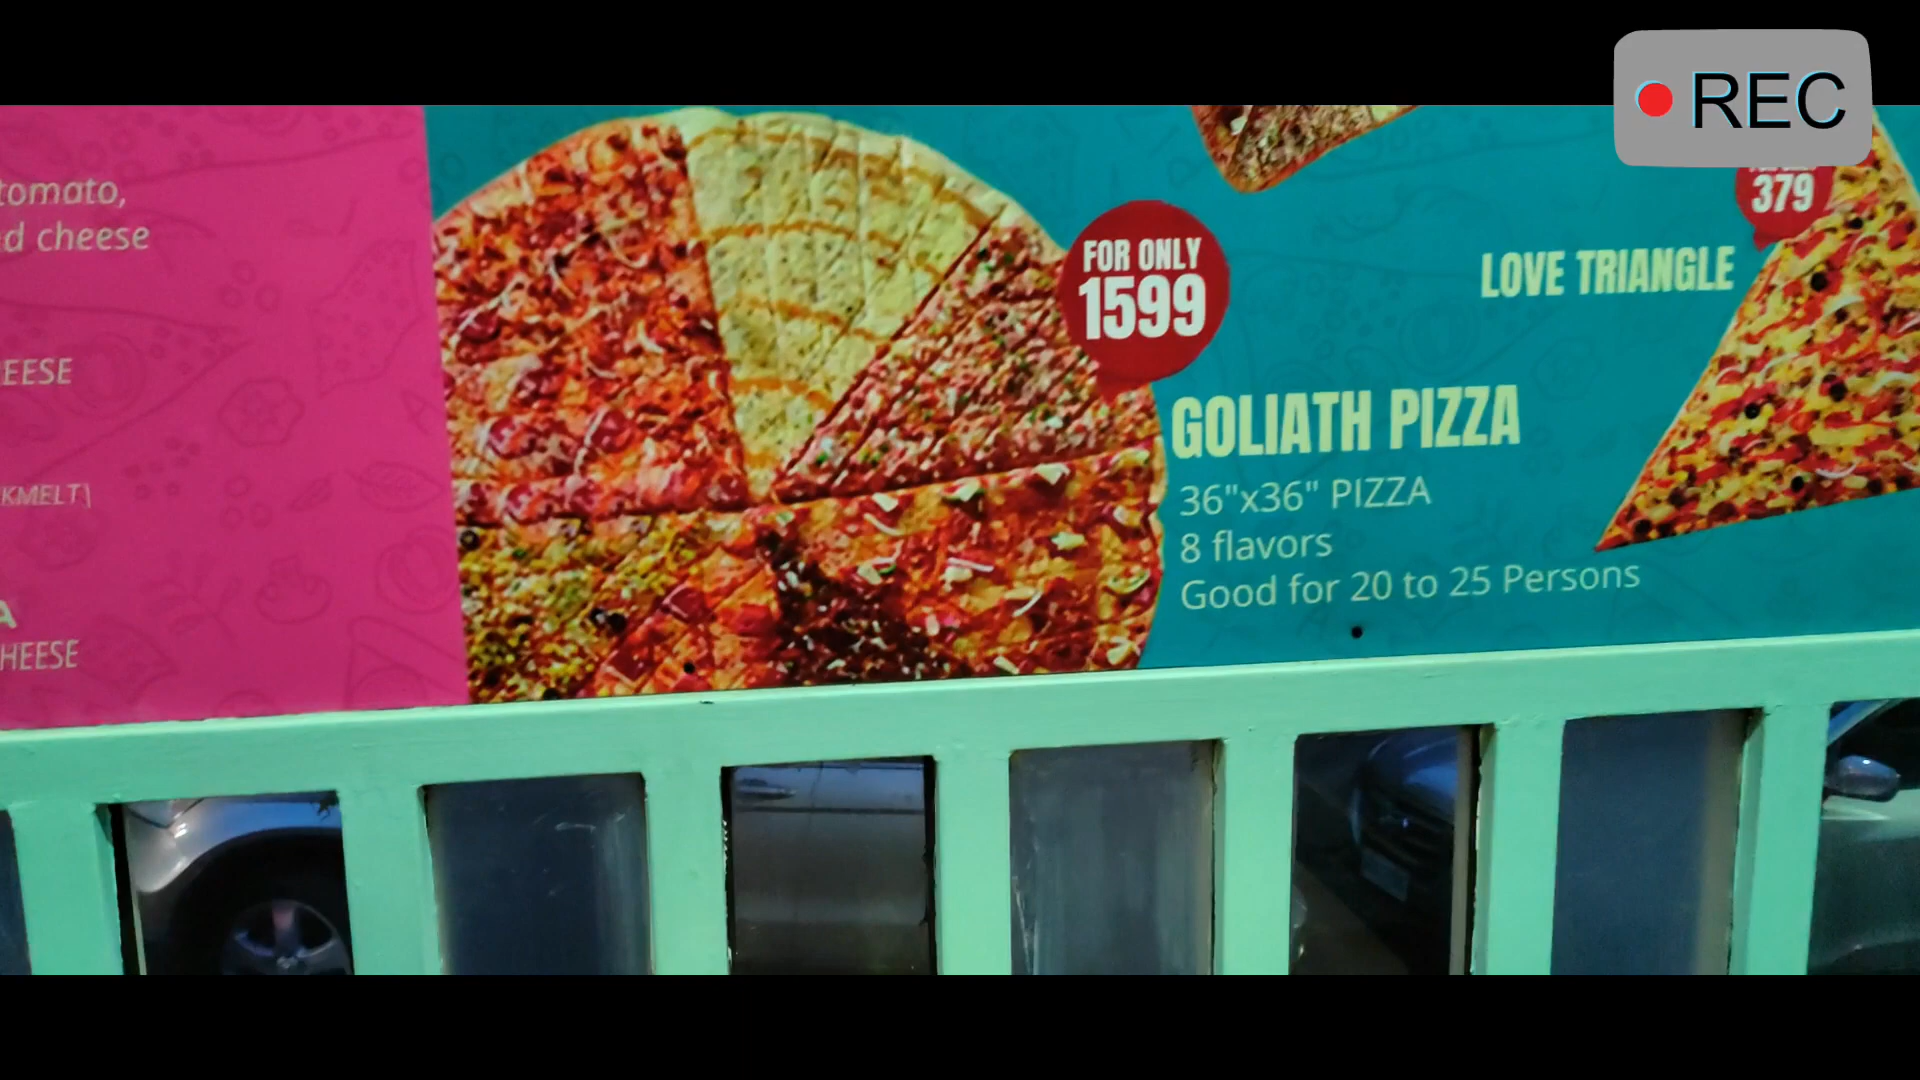 REC
tomato,
d cheese
EESE
KMELT)
A
HEESE
FOR ONLY
1599
GOLIATH PIZZA
36"x36" PIZZA
8 flavors
Good for 20 to 25 Persons
379
LOVE TRIANGLE